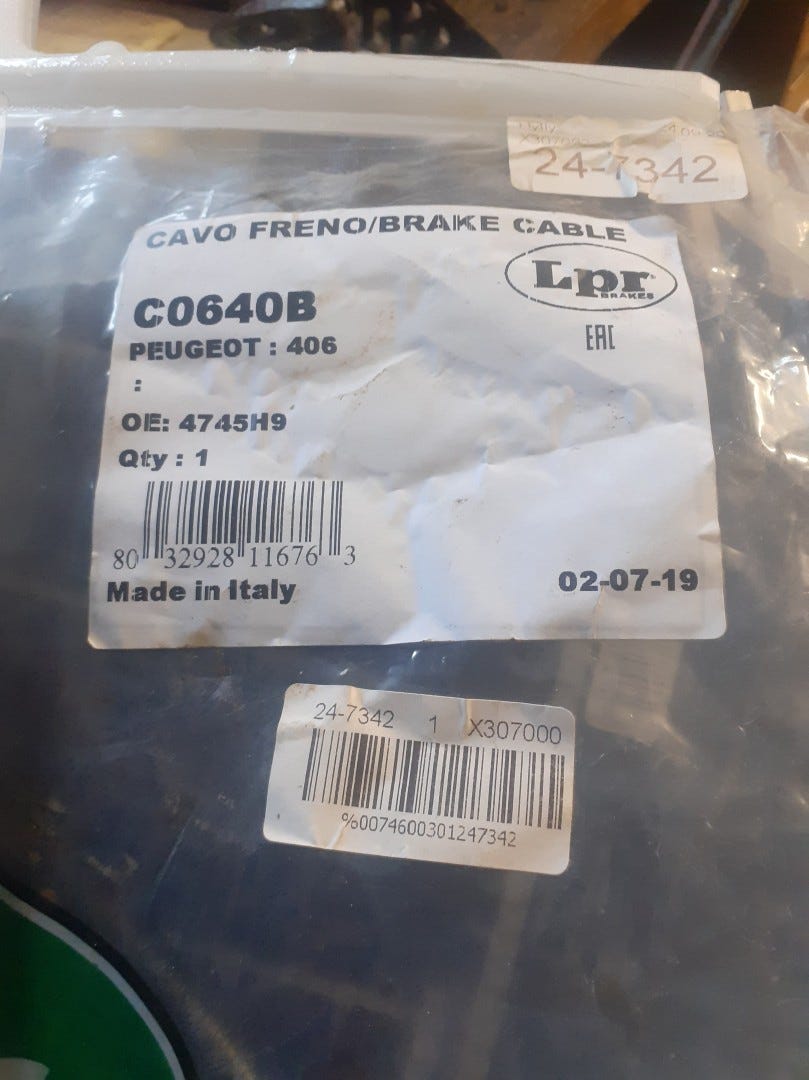 24-7342
CAVO FRENO/BRAKE CABLE
Lpr
BRAKES
C0640B
EAC
PEUGEOT : 406
:
OE: 4745H9
Qty : 1
80 32928 11676 3
Made in Italy
02-07-19
24-7342 1 X307000
%0074600301247342